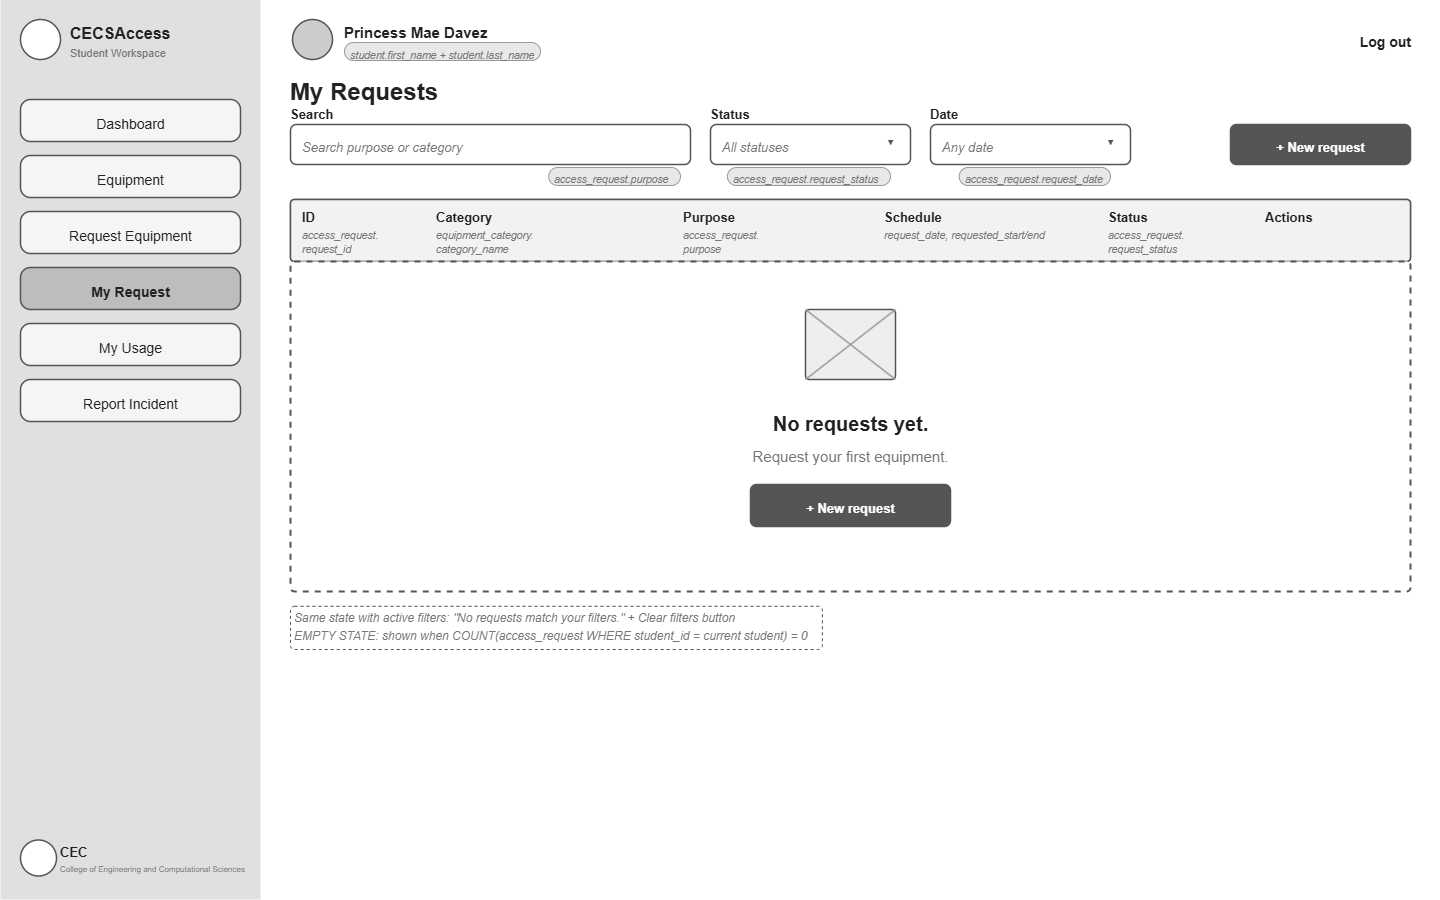 CECSAccess
Student Workspace
Dashboard
Equipment
Request Equipment
My Request
My Usage
Report Incident
CEC
College of Engineering and Computational Sciences
Princess Mae Davez
student.first_name + student.last_name
Log out
My Requests
Search
Status
Date
Search purpose or category
All statuses
Any date
+ New request
access_request.purpose
access_request.request_status
access_request.request_date
ID
Category
Purpose
Schedule
Status
Actions
access_request.
request_id
equipment_category.
category_name
access_request.
purpose
request_date, requested_start/end
access_request.
request_status
No requests yet.
Request your first equipment.
+ New request
Same state with active filters: "No requests match your filters." + Clear filters button
EMPTY STATE: shown when COUNT(access_request WHERE student_id = current student) = 0